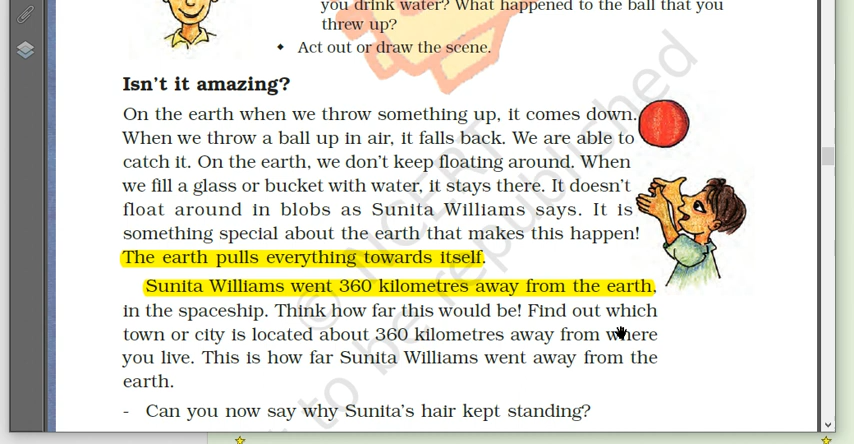 you drink water? What happened to the ball that you
threw up?
Act out or draw the scene.
Isn't it amazing?
On the earth when we throw something up, it comes down.
When we throw a ball up in air, it falls back. We are able to
catch it. On the earth, we don't keep floating around. When
we fill a glass or bucket with water, it stays there. It doesn't
float around in blobs as Sunita Williams says. It is
something special about the earth that makes this happen!
The earth pulls everything towards itself.
Sunita Williams went 360 kilometres away from the earth,
in the spaceship. Think how far this would be! Find out which
town or city is located about 360 kilometres away from where
you live. This is how far Sunita Williams went away from the
earth.
- Can you now say why Sunita's hair kept standing?
© NCERT
to be republished